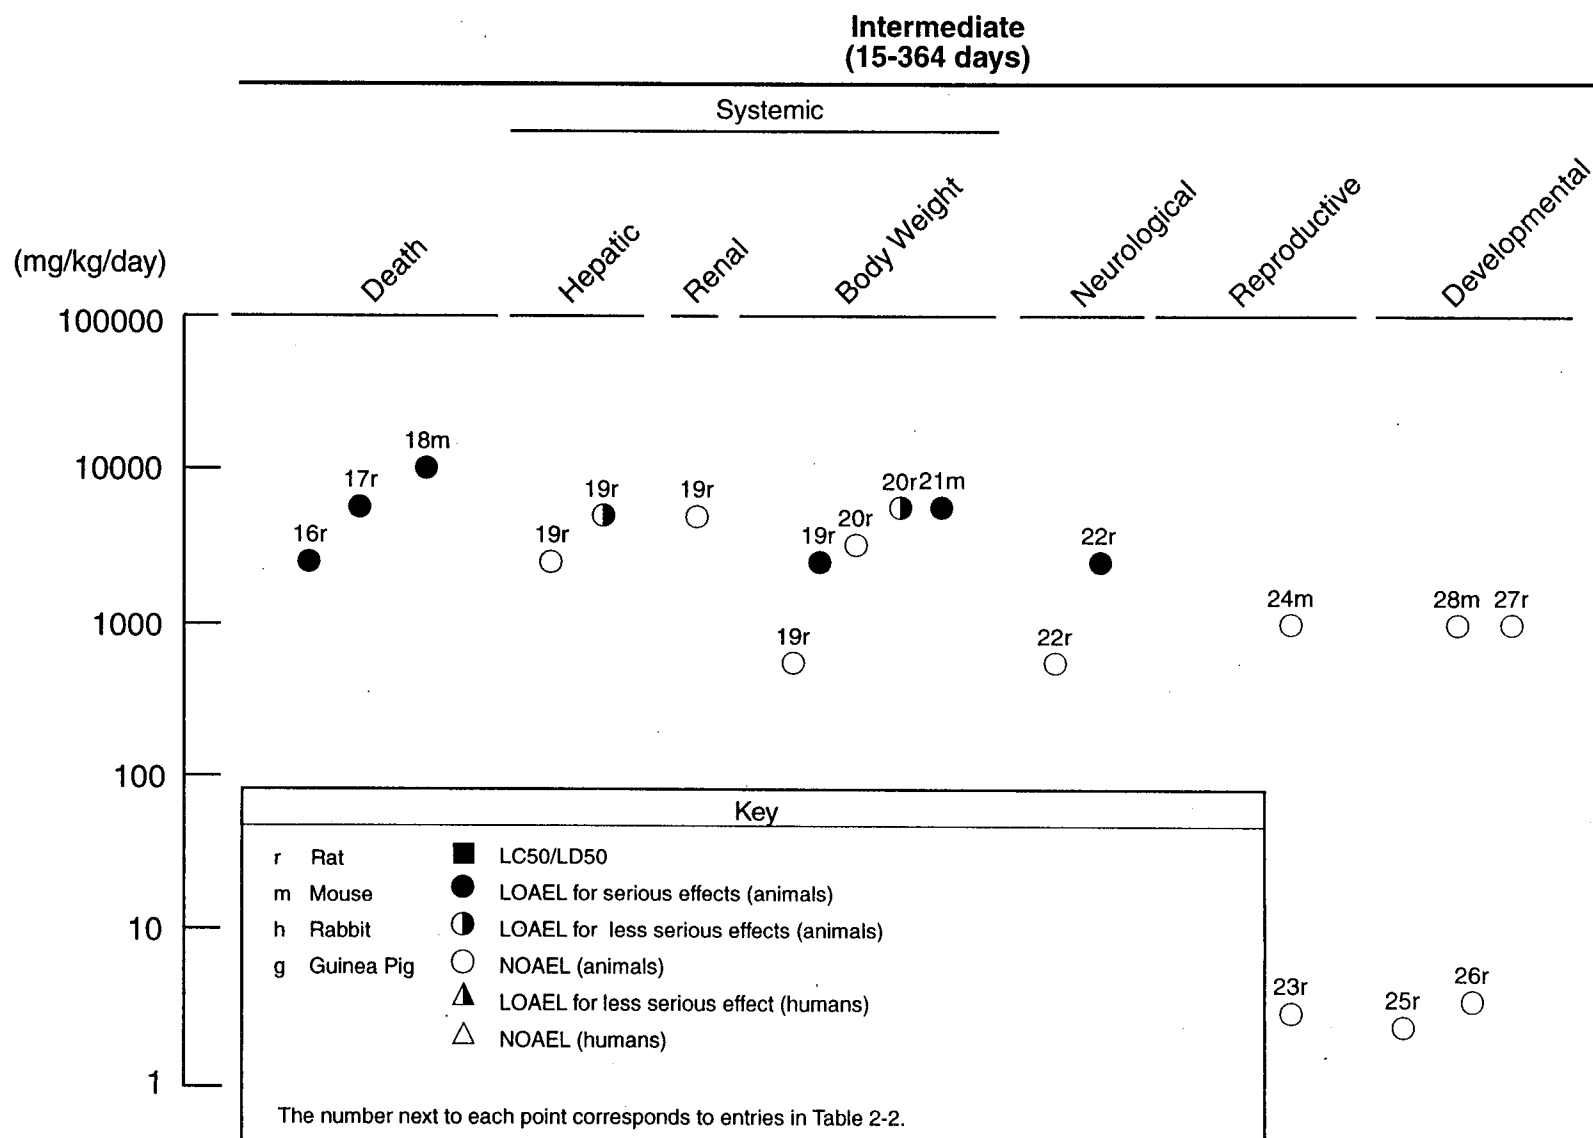 Intermediate
(15-364 days)
Systemic
(mg/kg/day)
Death
Hepatic
Renal
Body Weight
Neurological
Reproductive
Developmental
100000
10000
1000
100
10
1
16r
17r
18m
19r
19r
19r
19r
19r
20r
20r
21m
22r
22r
24m
23r
28m
27r
25r
26r
Key
r Rat
LC50/LD50
m Mouse
LOAEL for serious effects (animals)
h Rabbit
LOAEL for less serious effects (animals)
g Guinea Pig
NOAEL (animals)
LOAEL for less serious effect (humans)
NOAEL (humans)
The number next to each point corresponds to entries in Table 2-2.